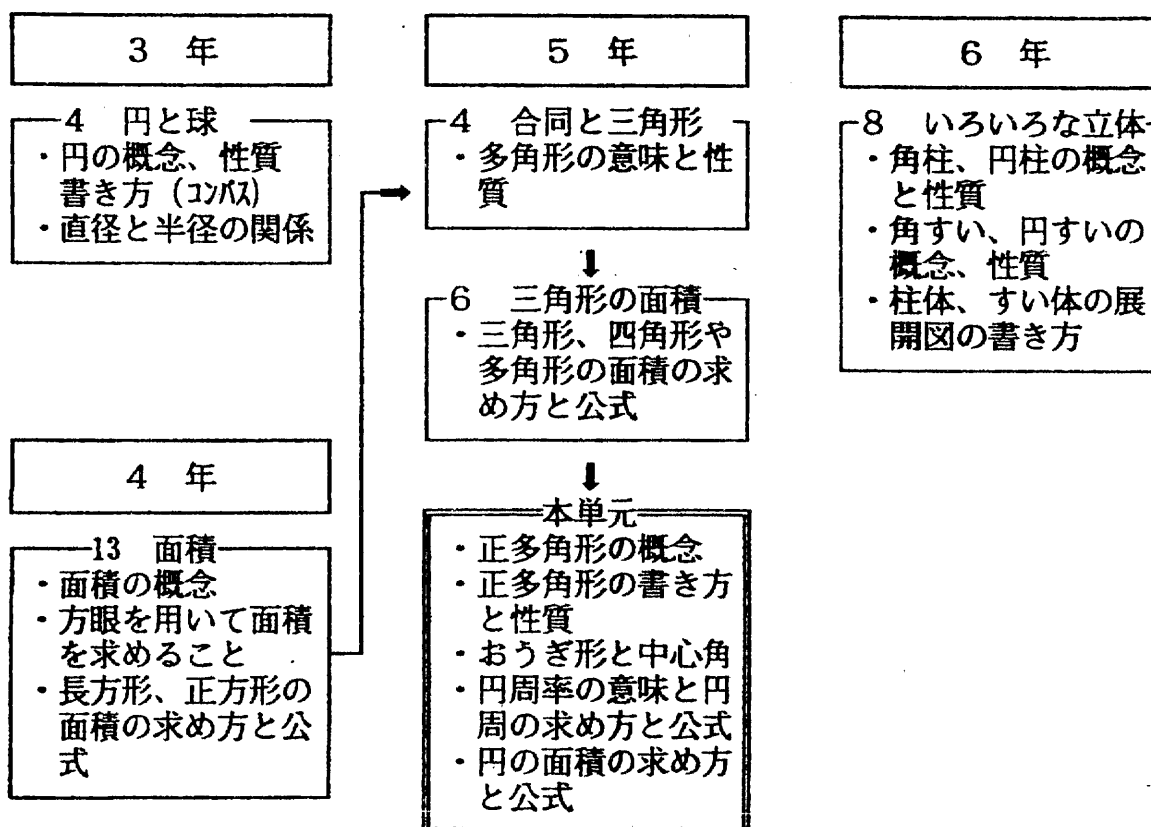 3 年
4 円と球
・円の概念、性質
書き方(コンパス)
・直径と半径の関係
4 年
13 面積
・面積の概念
・方眼を用いて面積
を求めること
・長方形、正方形の
面積の求め方と公
式
5 年
4 合同と三角形
・多角形の意味と性
質
6 三角形の面積
・三角形、四角形や
多角形の面積の求
め方と公式
本単元
・正多角形の概念
・正多角形の書き方
と性質
・おうぎ形と中心角
・円周率の意味と円
周の求め方と公式
・円の面積の求め方
と公式
6 年
8 いろいろな立体
・角柱、円柱の概念
と性質
・角すい、円すいの
概念、性質
・柱体、すい体の展
開図の書き方